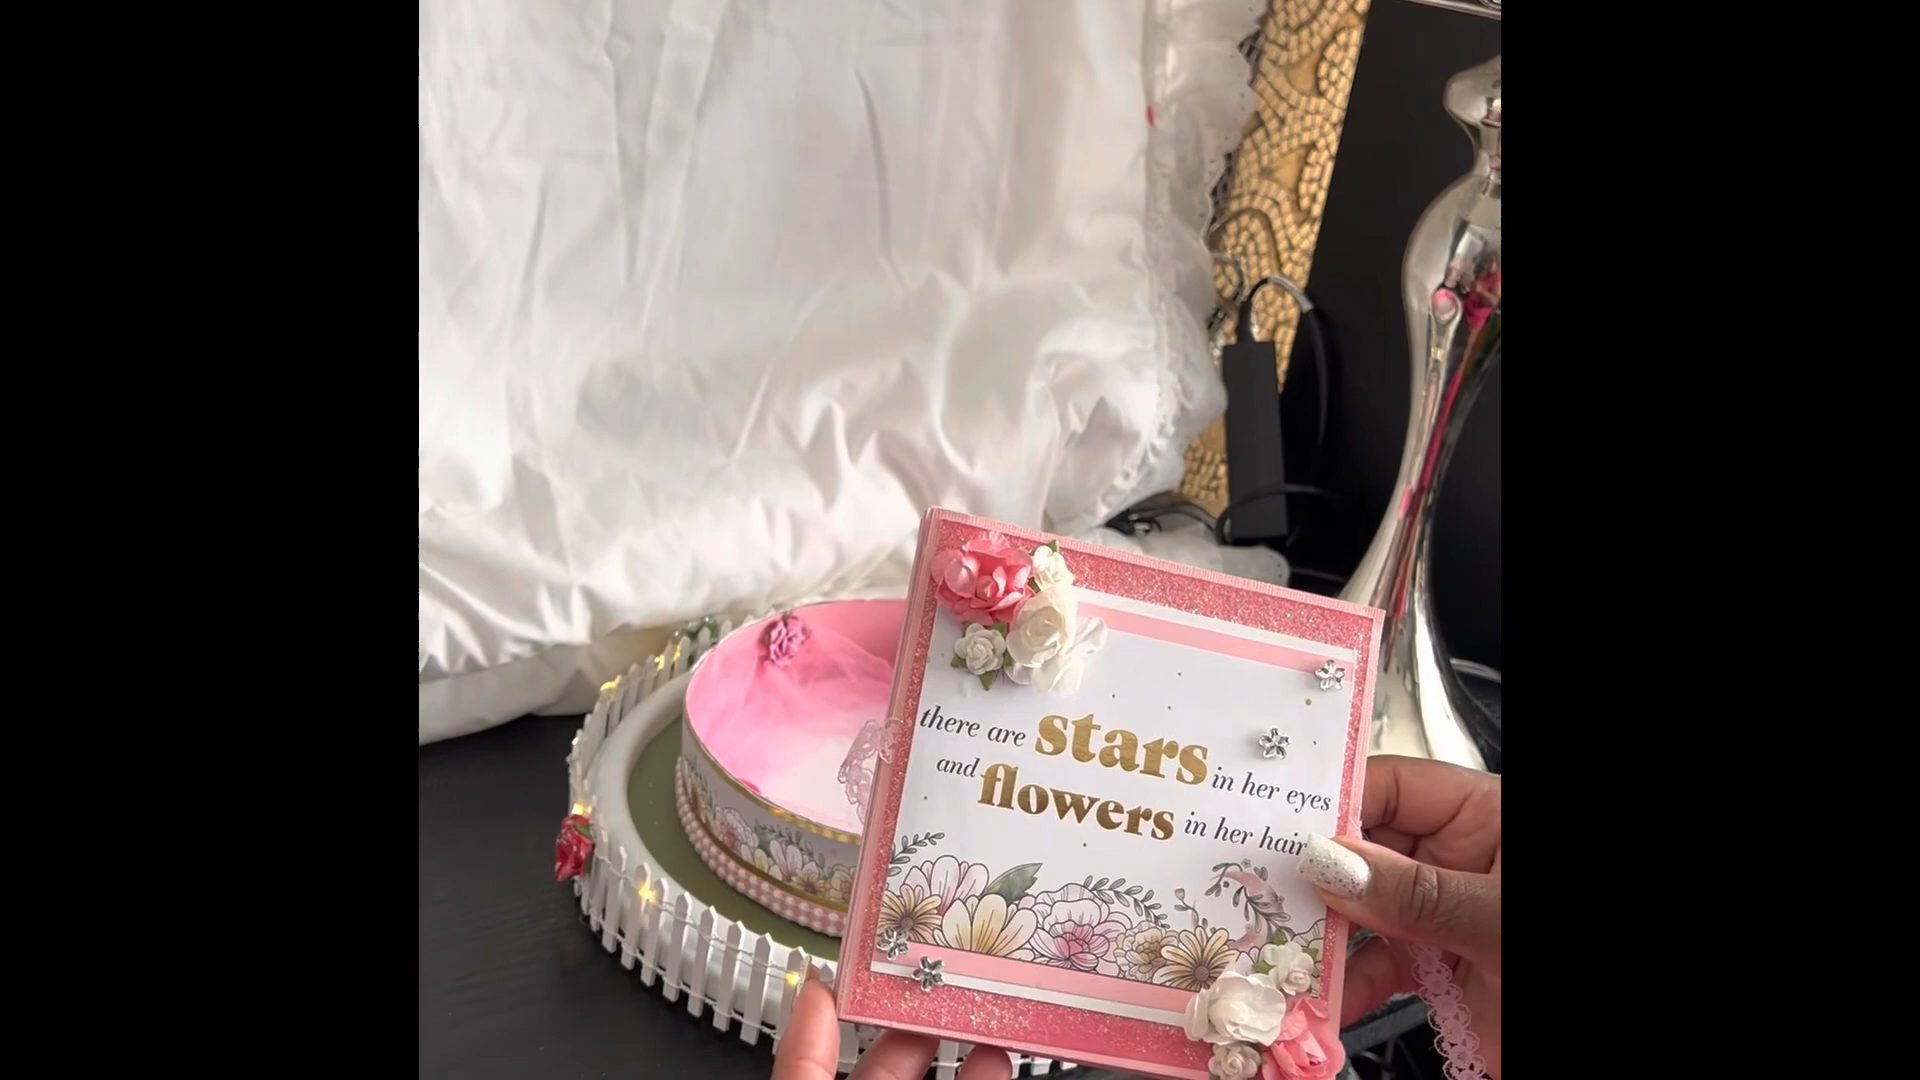 there are stars in her eyes
and flowers in her hair